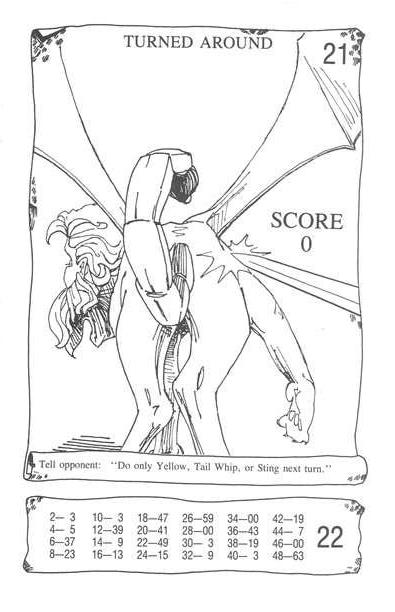 TURNED AROUND
21
SCORE
0
Tell opponent: "Do only Yellow, Tail Whip, or Sting next turn."
2— 3 10— 3 18—47 26—59 34—00 42—19
4— 5 12—39 20—41 28—00 36—43 44— 7
6—37 14— 9 22—49 30— 3 38—19 46—00
8—23 16—13 24—15 32— 9 40— 3 48—63
22